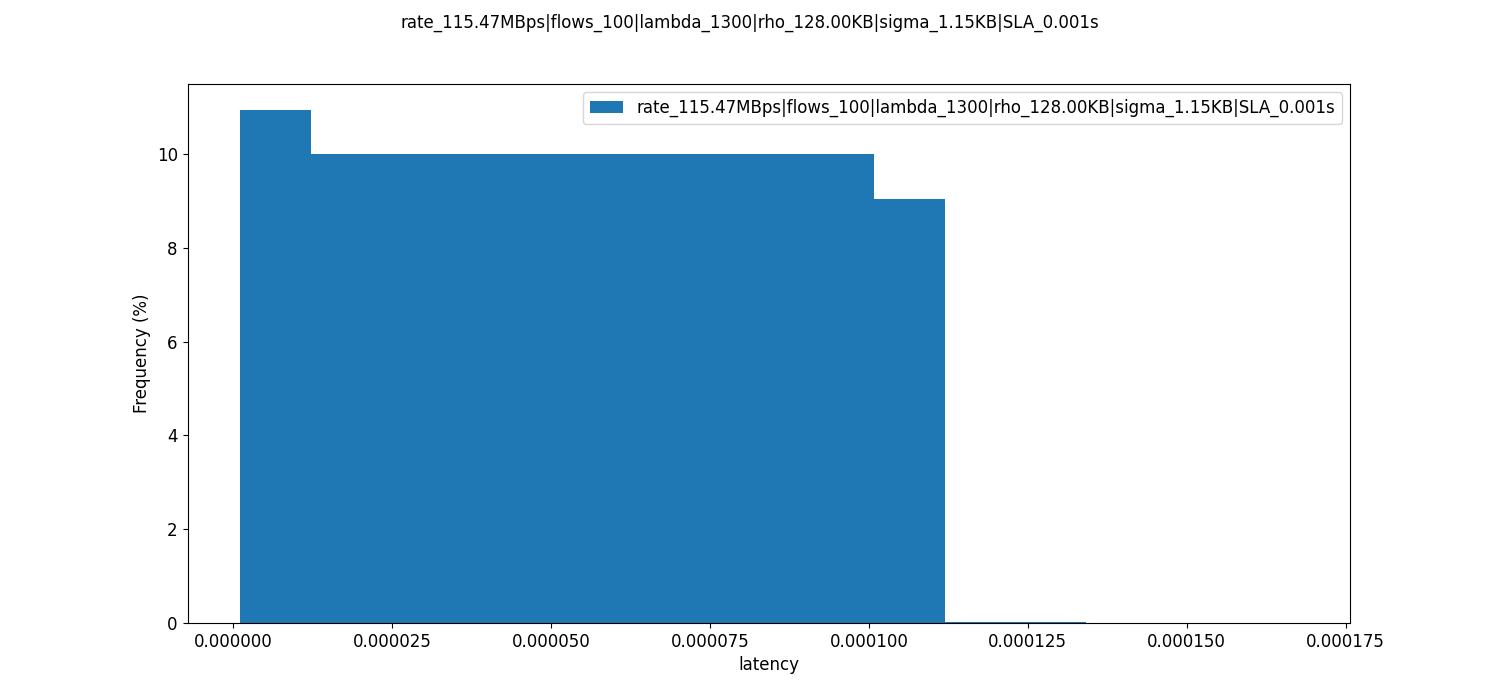 rate_115.47MBps|flows_100|lambda_1300|rho_128.00KB|sigma_1.15KB|SLA_0.001s
rate_115.47MBps|flows_100|lambda_1300|rho_128.00KB|sigma_1.15KB|SLA_0.001s
10
8
6
4
2
0
Frequency (%)
0.000000 0.000025 0.000050 0.000075 0.000100 0.000125 0.000150 0.000175
latency